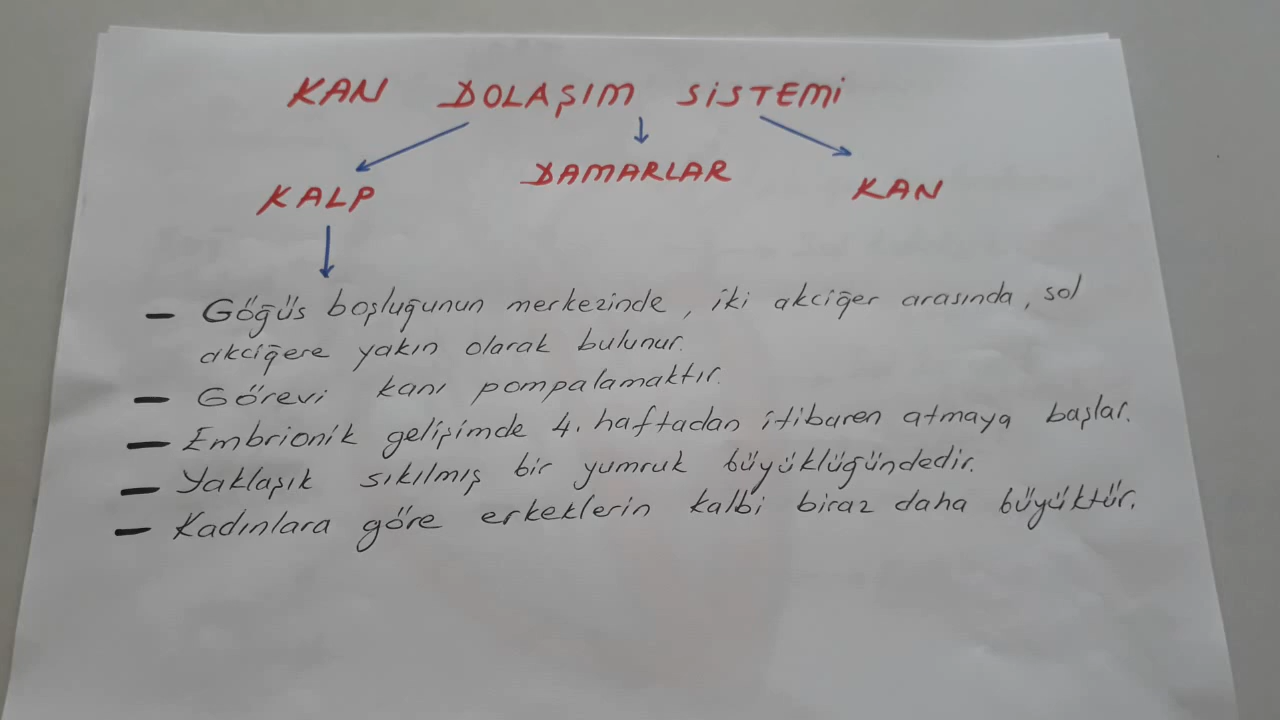 KAN DOLAŞIM SİSTEMİ
KALP DAMARLAR KAN
- Göğüs boşluğunun merkezinde, iki akciğer arasında, sol
akciğere yakın olarak bulunur.
- Görevi kanı pompalamaktır.
- Embrionik gelişimde 4. haftadan itibaren atmaya başlar.
- Yaklaşık sıkılmış bir yumruk büyüklüğündedir.
- Kadınlara göre erkeklerin kalbi biraz daha büyüktür.